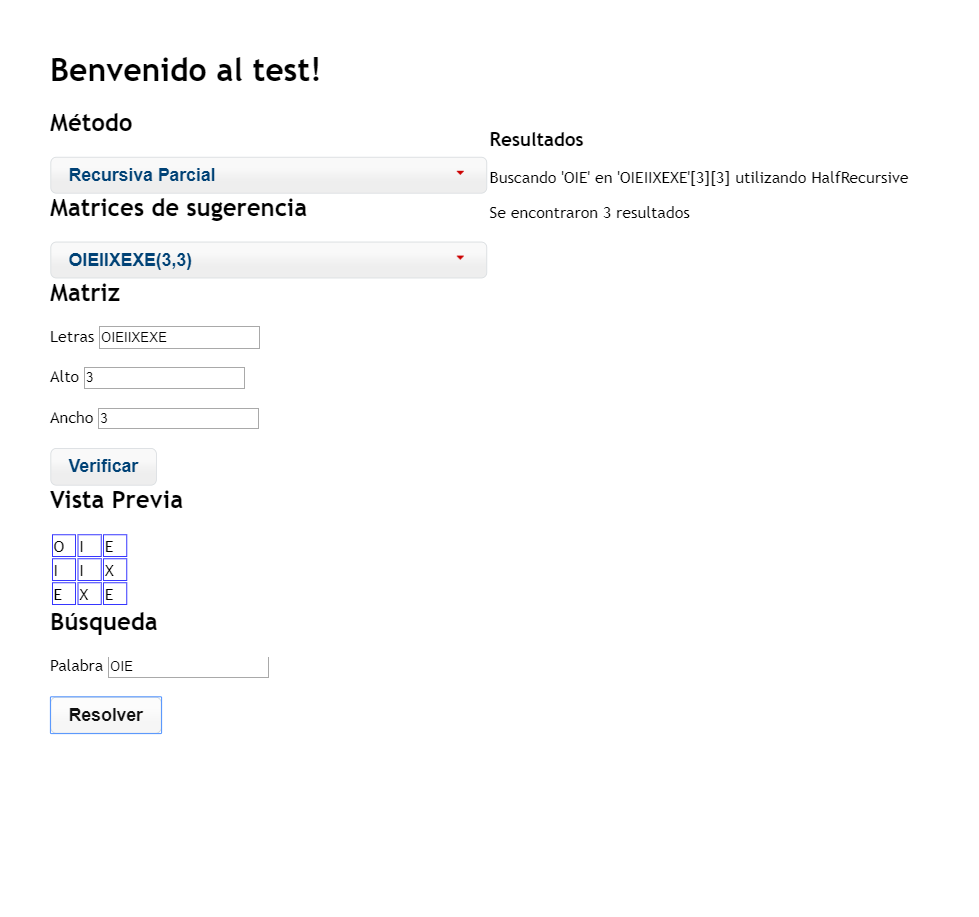 Benvenido al test!
Método
Recursiva Parcial
Matrices de sugerencia
OIEIIXEXE(3,3)
Matriz
Letras OIEIIXEXE
Alto 3
Ancho 3
Verificar
Vista Previa
O I E
I I X
E X E
Búsqueda
Palabra OIE
Resolver
Resultados
Buscando 'OIE' en 'OIEIIXEXE'[3][3] utilizando HalfRecursive
Se encontraron 3 resultados